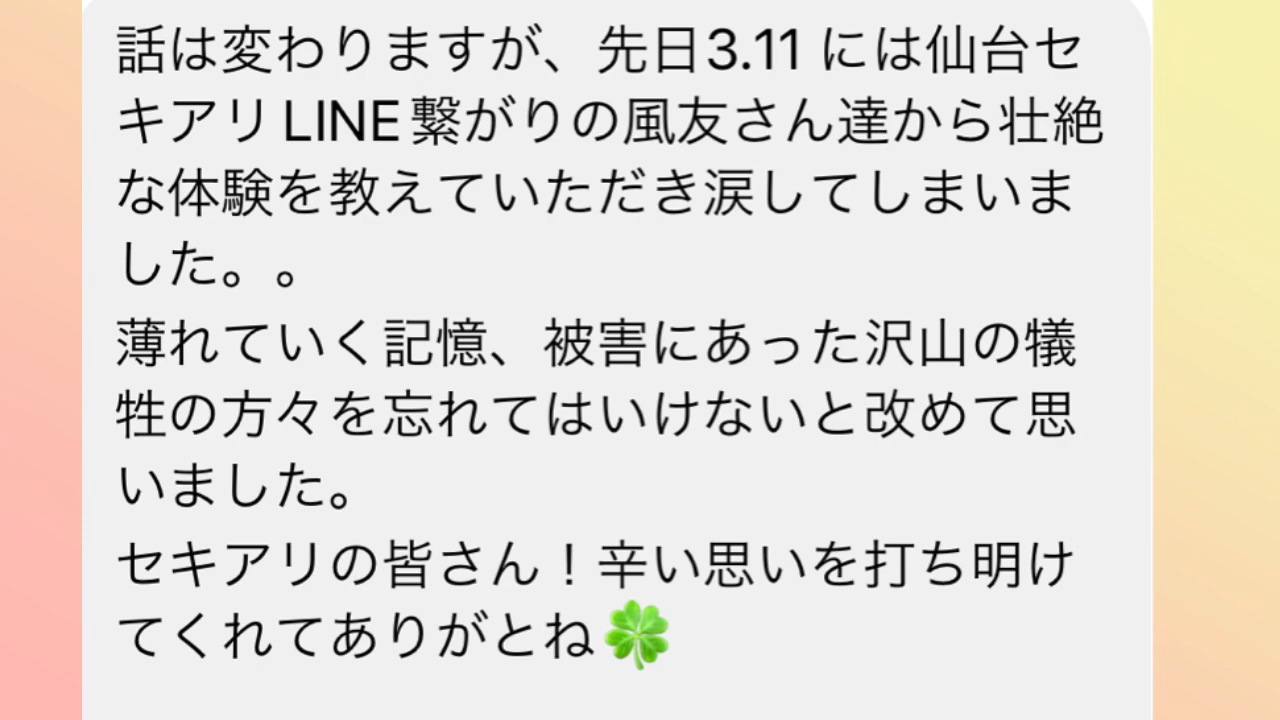 話は変わりますが、先日3.11 には仙台セ
キアリLINE繋がりの風友さん達から壮絶
な体験を教えていただき涙してしまいま
した。。
薄れていく記憶、被害にあった沢山の犠
牲の方々を忘れてはいけないと改めて思
いました。
セキアリの皆さん！辛い思いを打ち明け
てくれてありがとね🍀